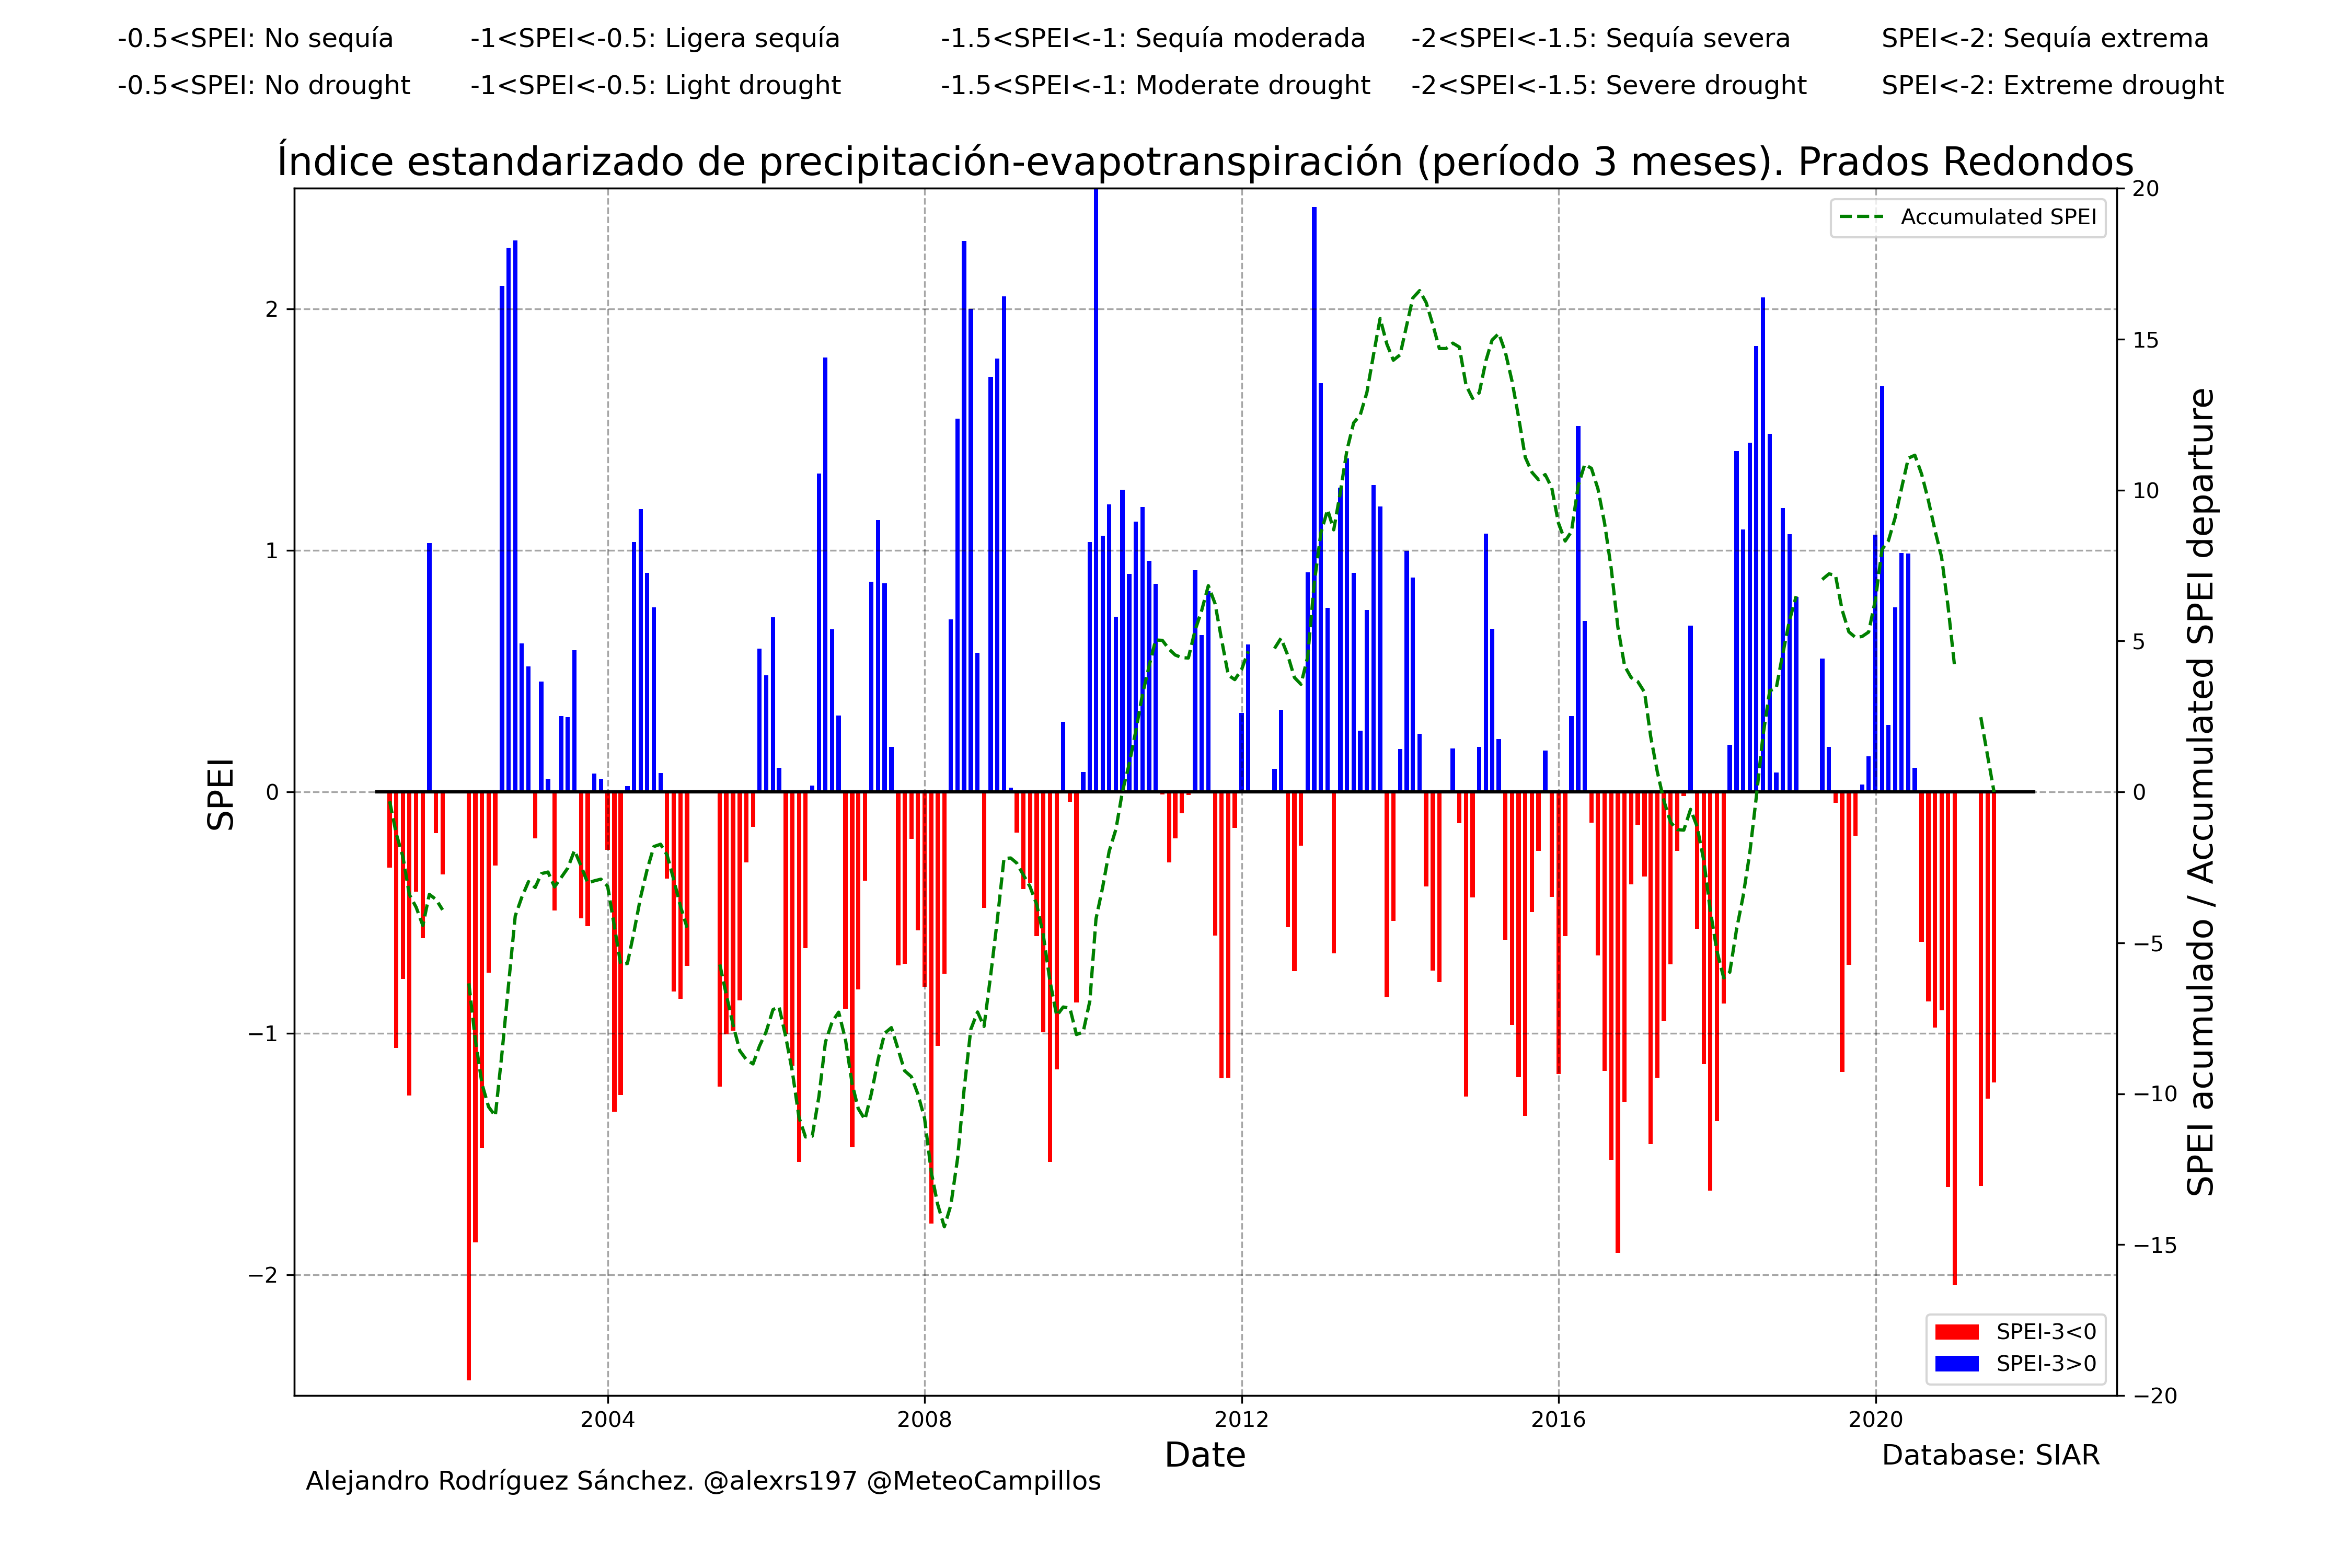 -0.5<SPEI: No sequía -1<SPEI<-0.5: Ligera sequía -1.5<SPEI<-1: Sequía moderada -2<SPEI<-1.5: Sequía severa SPEI<-2: Sequía extrema
-0.5<SPEI: No drought -1<SPEI<-0.5: Light drought -1.5<SPEI<-1: Moderate drought -2<SPEI<-1.5: Severe drought SPEI<-2: Extreme drought
Índice estandarizado de precipitación-evapotranspiración (período 3 meses). Prados Redondos
Accumulated SPEI
SPEI
2
1
0
−1
−2
20
15
10
5
0
−5
−10
−15
−20
SPEI acumulado / Accumulated SPEI departure
SPEI-3<0
SPEI-3>0
2004 2008 2012 2016 2020
Date
Database: SIAR
Alejandro Rodríguez Sánchez. @alexrs197 @MeteoCampillos